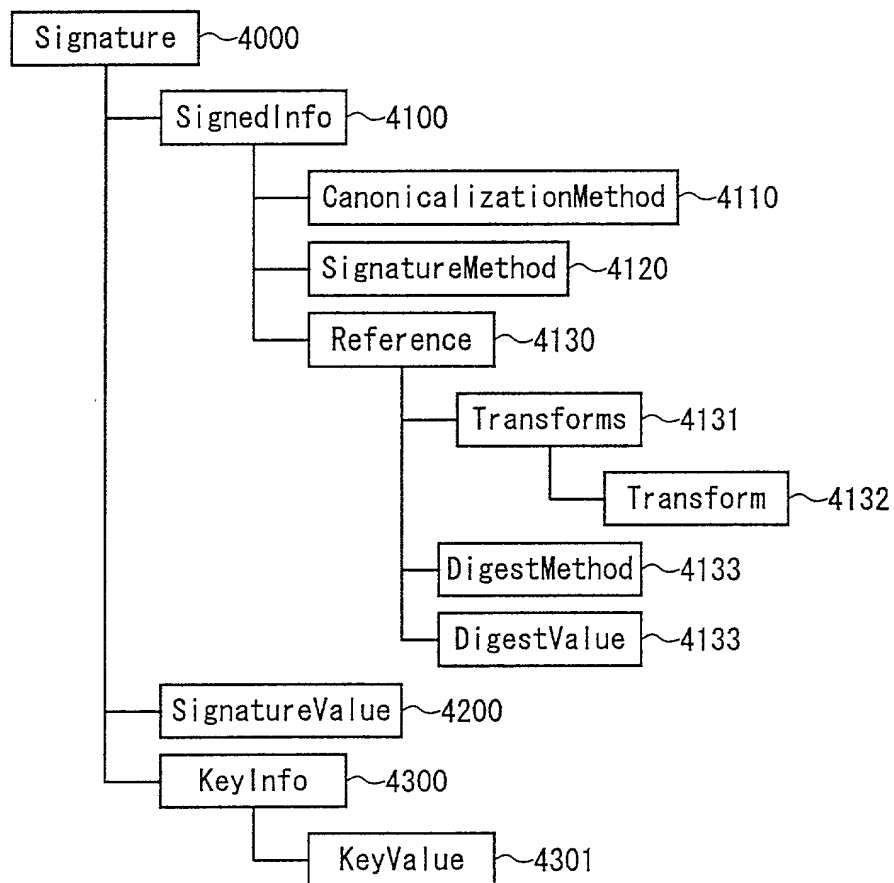 Signature 4000
SignedInfo 4100
CanonicalizationMethod 4110
SignatureMethod 4120
Reference 4130
Transforms 4131
Transform 4132
DigestMethod 4133
DigestValue 4133
SignatureValue 4200
KeyInfo 4300
KeyValue 4301